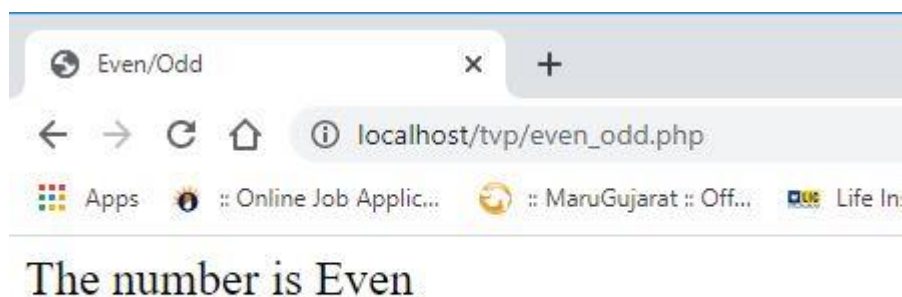 Even/Odd
localhost/tvp/even_odd.php
Apps :: Online Job Applic... :: MaruGujarat :: Off... Life In
The number is Even